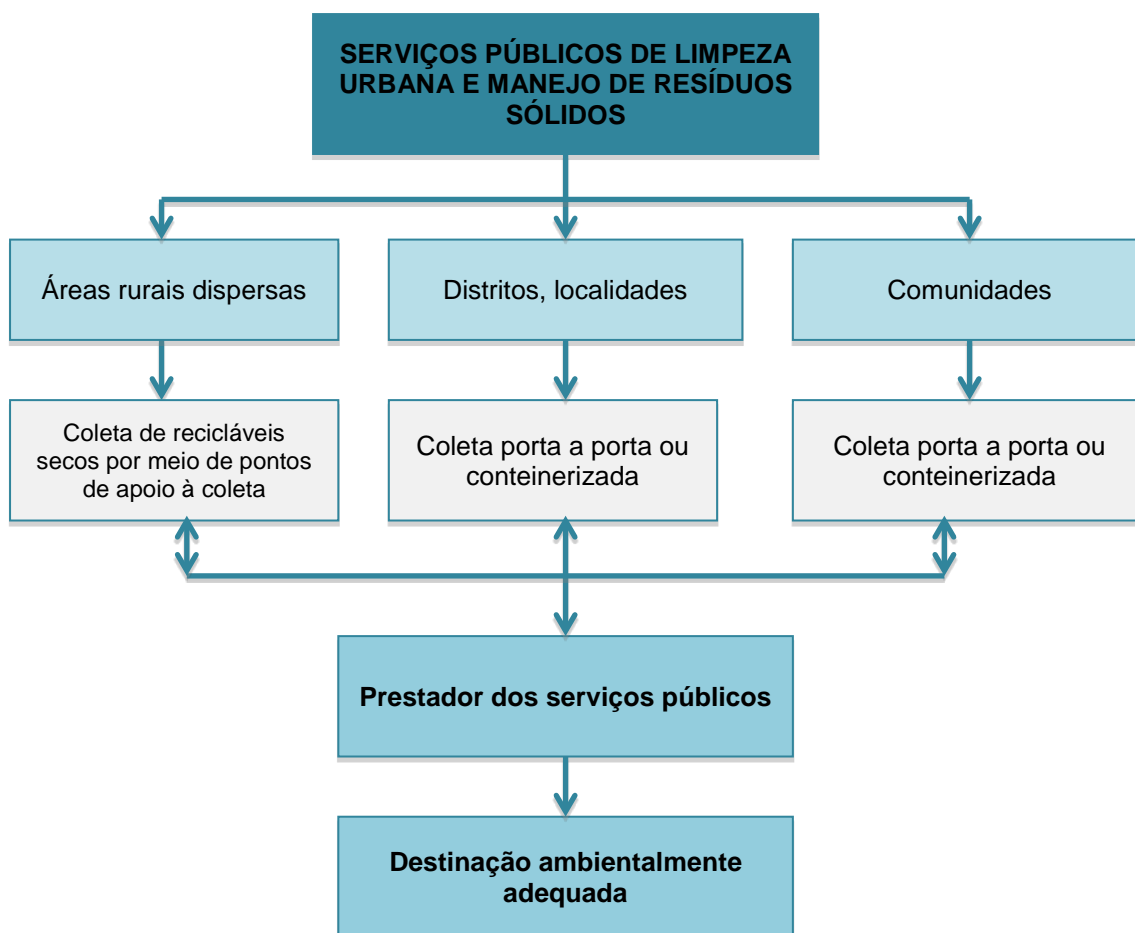 SERVIÇOS PÚBLICOS DE LIMPEZA
URBANA E MANEJO DE RESÍDUOS
SÓLIDOS
Áreas rurais dispersas
Distritos, localidades
Comunidades
Coleta de recicláveis
secos por meio de pontos
de apoio à coleta
Coleta porta a porta ou
conteinerizada
Coleta porta a porta ou
conteinerizada
Prestador dos serviços públicos
Destinação ambientalmente
adequada